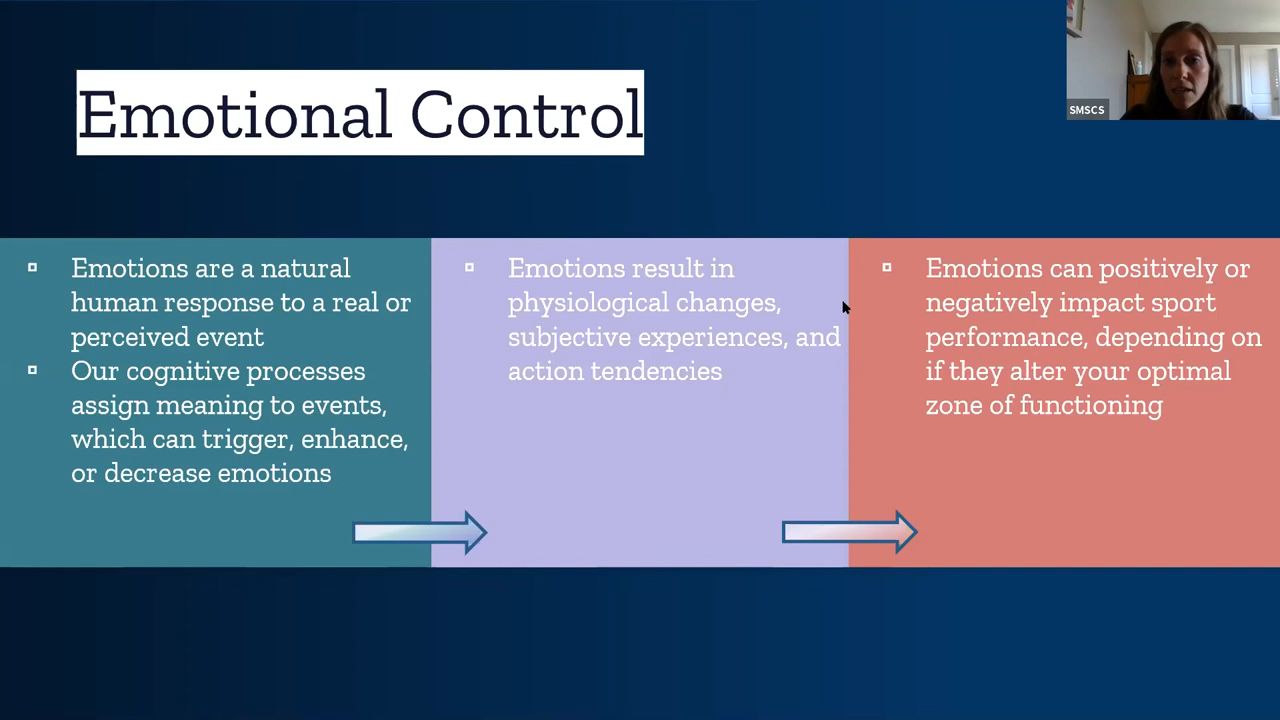 Emotional Control
SMSCS
Emotions are a natural
human response to a real or
perceived event
Our cognitive processes
assign meaning to events,
which can trigger, enhance,
or decrease emotions
Emotions result in
physiological changes,
subjective experiences, and
action tendencies
Emotions can positively or
negatively impact sport
performance, depending on
if they alter your optimal
zone of functioning